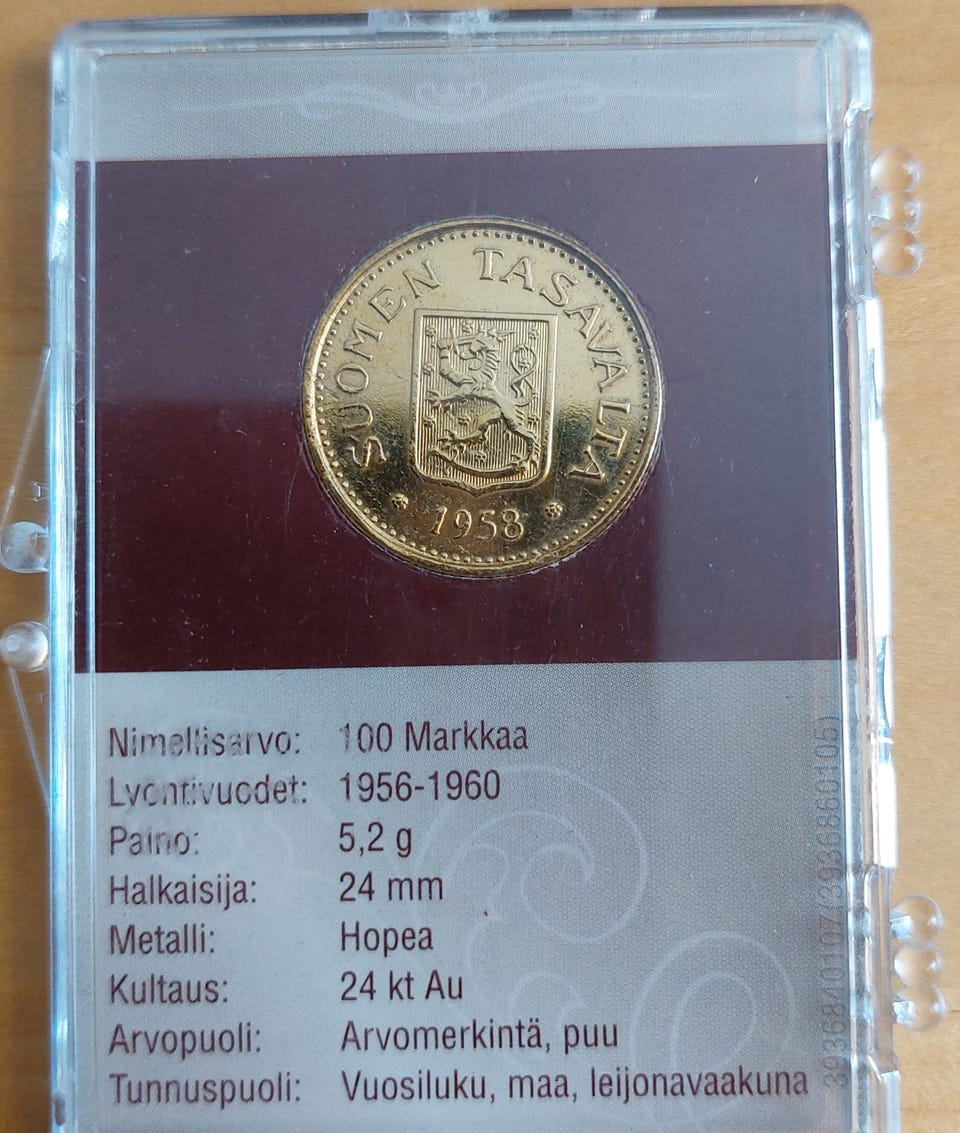 SUOMEN TASAVALTA
1958
Nimellisarvo: 100 Markkaa
Lyöntivuodet: 1956-1960
Paino: 5,2 g
Halkaisija: 24 mm
Metalli: Hopea
Kultaus: 24 kt Au
Arvopuoli: Arvomerkintä, puu
Tunnuspuoli: Vuosiluku, maa, leijonavaakuna